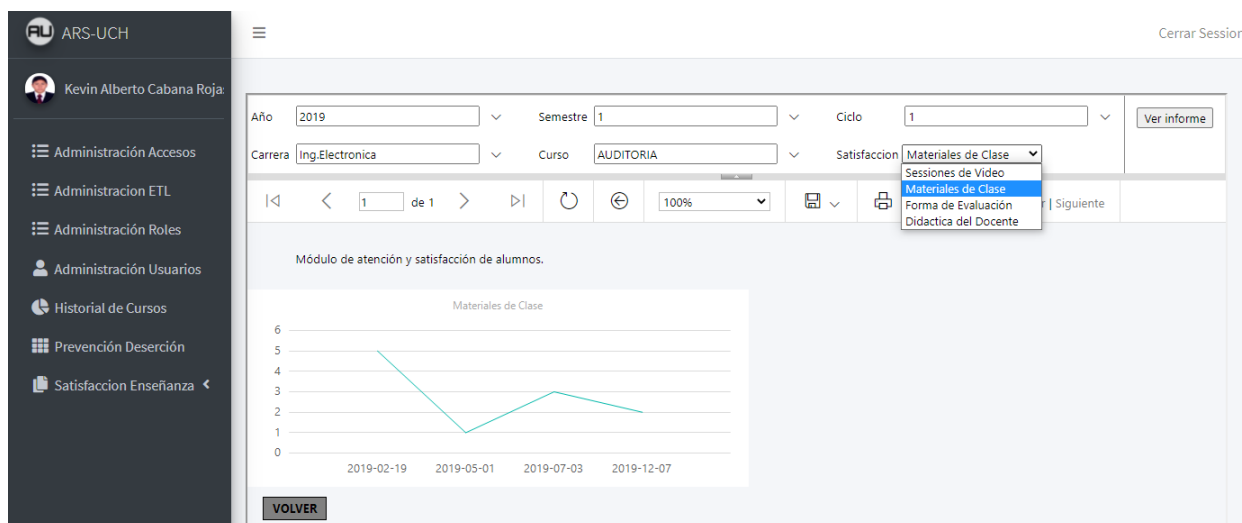 AU ARS-UCH
Cerrar Session
Kevin Alberto Cabana Rojas
Año 2019 Semestre 1 Ciclo 1 Ver informe
Carrera Ing.Electronica Curso AUDITORIA Satisfaccion Materiales de Clase
Sessiones de Video
Materiales de Clase
Forma de Evaluación
Didactica del Docente
1 de 1 100% | Siguiente
Administración Accesos
Administracion ETL
Administración Roles
Administración Usuarios
Historial de Cursos
Prevención Deserción
Satisfaccion Enseñanza
Módulo de atención y satisfacción de alumnos.
Materiales de Clase
6
5
4
3
2
1
0
2019-02-19 2019-05-01 2019-07-03 2019-12-07
VOLVER